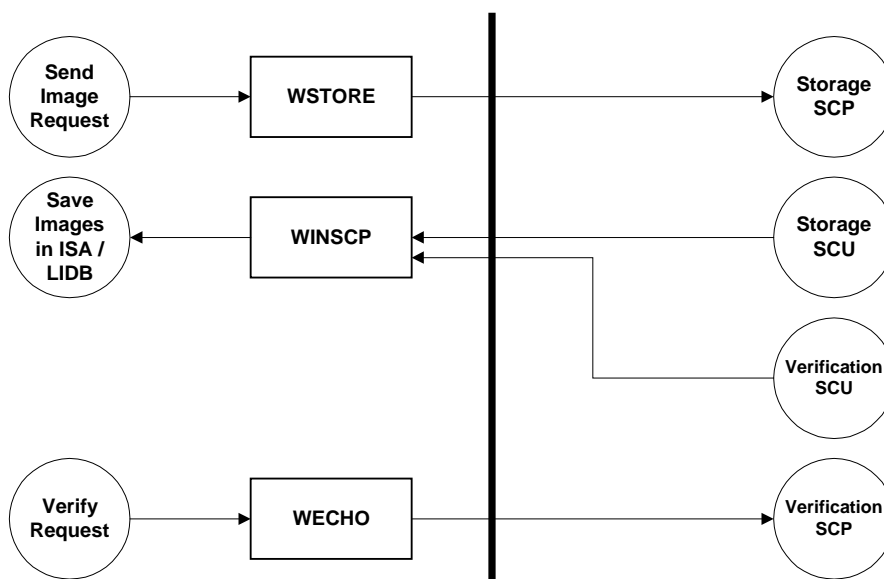 Send
Image
Request
WSTORE
Storage
SCP
Save
Images
in ISA /
LIDB
WINSCP
Storage
SCU
Verification
SCU
Verify
Request
WECHO
Verification
SCP